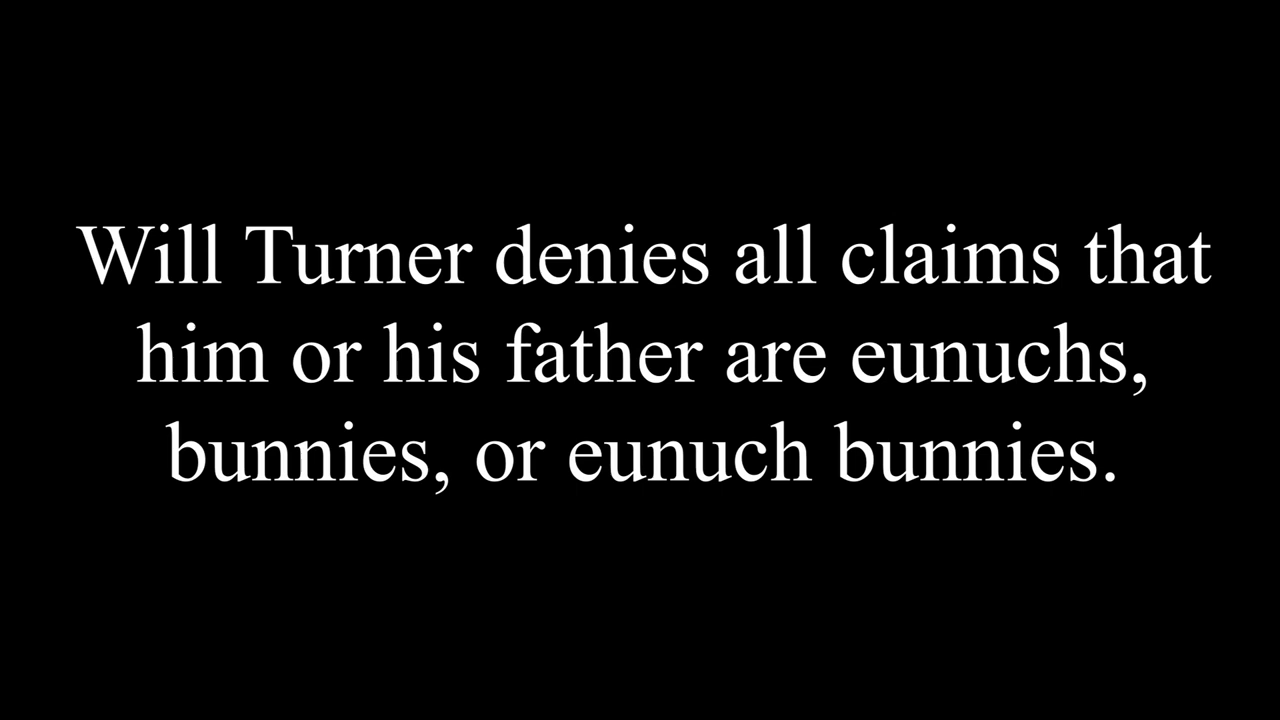 Will Turner denies all claims that
him or his father are eunuchs,
bunnies, or eunuch bunnies.